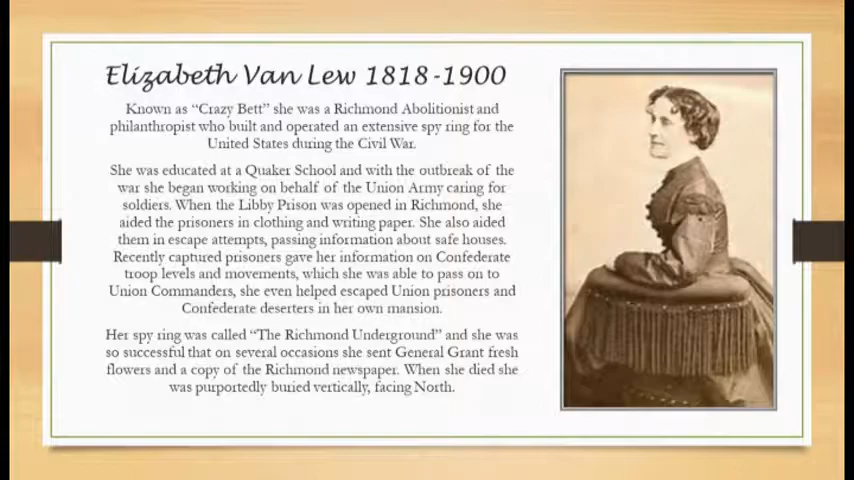 Elizabeth Van Lew 1818-1900
Known as “Crazy Bett” she was a Richmond Abolitionist and
philanthropist who built and operated an extensive spy ring for the
United States during the Civil War.
She was educated at a Quaker School and with the outbreak of the
war she began working on behalf of the Union Army caring for
soldiers. When the Libby Prison was opened in Richmond, she
aided the prisoners in clothing and writing paper. She also aided
them in escape attempts, passing information about safe houses.
Recently captured prisoners gave her information on Confederate
troop levels and movements, which she was able to pass on to
Union Commanders, she even helped escaped Union prisoners and
Confederate deserters in her own mansion.
Her spy ring was called “The Richmond Underground” and she was
so successful that on several occasions she sent General Grant fresh
flowers and a copy of the Richmond newspaper. When she died she
was purportedly buried vertically, facing North.